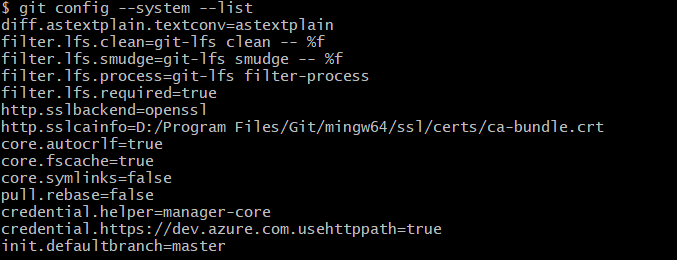 $ git config --system --list
diff.astextplain.textconv=astextplain
filter.lfs.clean=git-lfs clean -- %f
filter.lfs.smudge=git-lfs smudge -- %f
filter.lfs.process=git-lfs filter-process
filter.lfs.required=true
http.sslbackend=openssl
http.sslcainfo=D:/Program Files/Git/mingw64/ssl/certs/ca-bundle.crt
core.autocrlf=true
core.fscache=true
core.symlinks=false
pull.rebase=false
credential.helper=manager-core
credential.https://dev.azure.com.usehttppath=true
init.defaultbranch=master